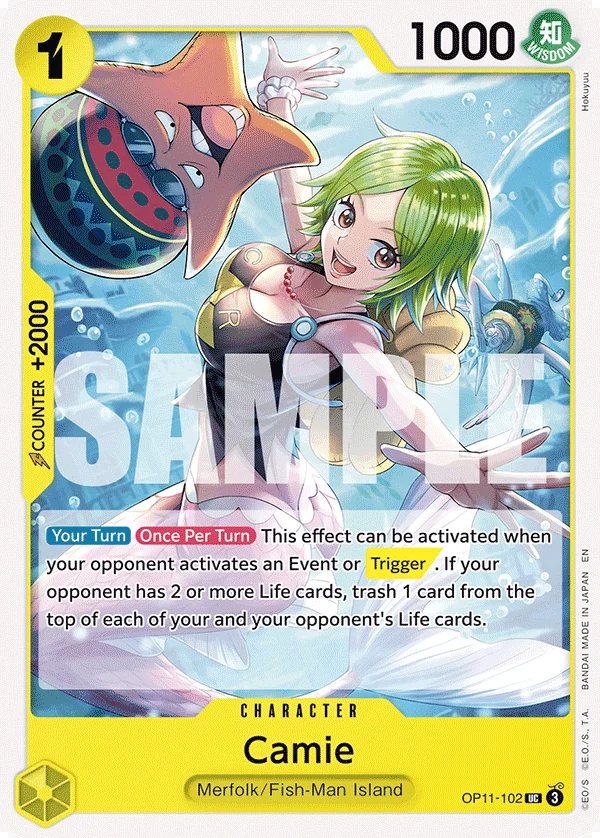 1
1000
知
WISDOM
Hokuyuu
COUNTER +2000
SAMPLE
C
R
Your Turn Once Per Turn This effect can be activated when
your opponent activates an Event or Trigger . If your
opponent has 2 or more Life cards, trash 1 card from the
top of each of your and your opponent's Life cards.
CHARACTER
Camie
Merfolk/Fish-Man Island
OP11-102 UC 3
©EO/S ©E.O./S., T.A. BANDAI MADE IN JAPAN EN